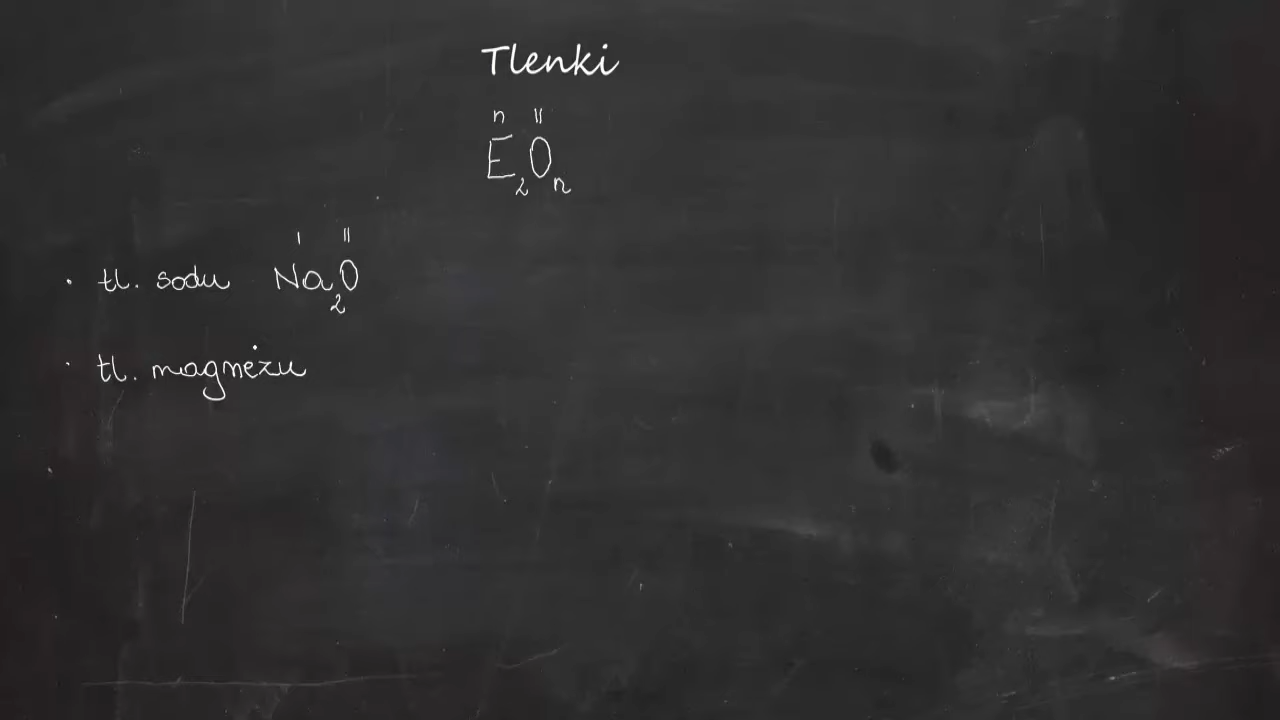 Tlenki
n II
E₂Oₙ
I II
· tl. sodu Na₂O
· tl. magnezu